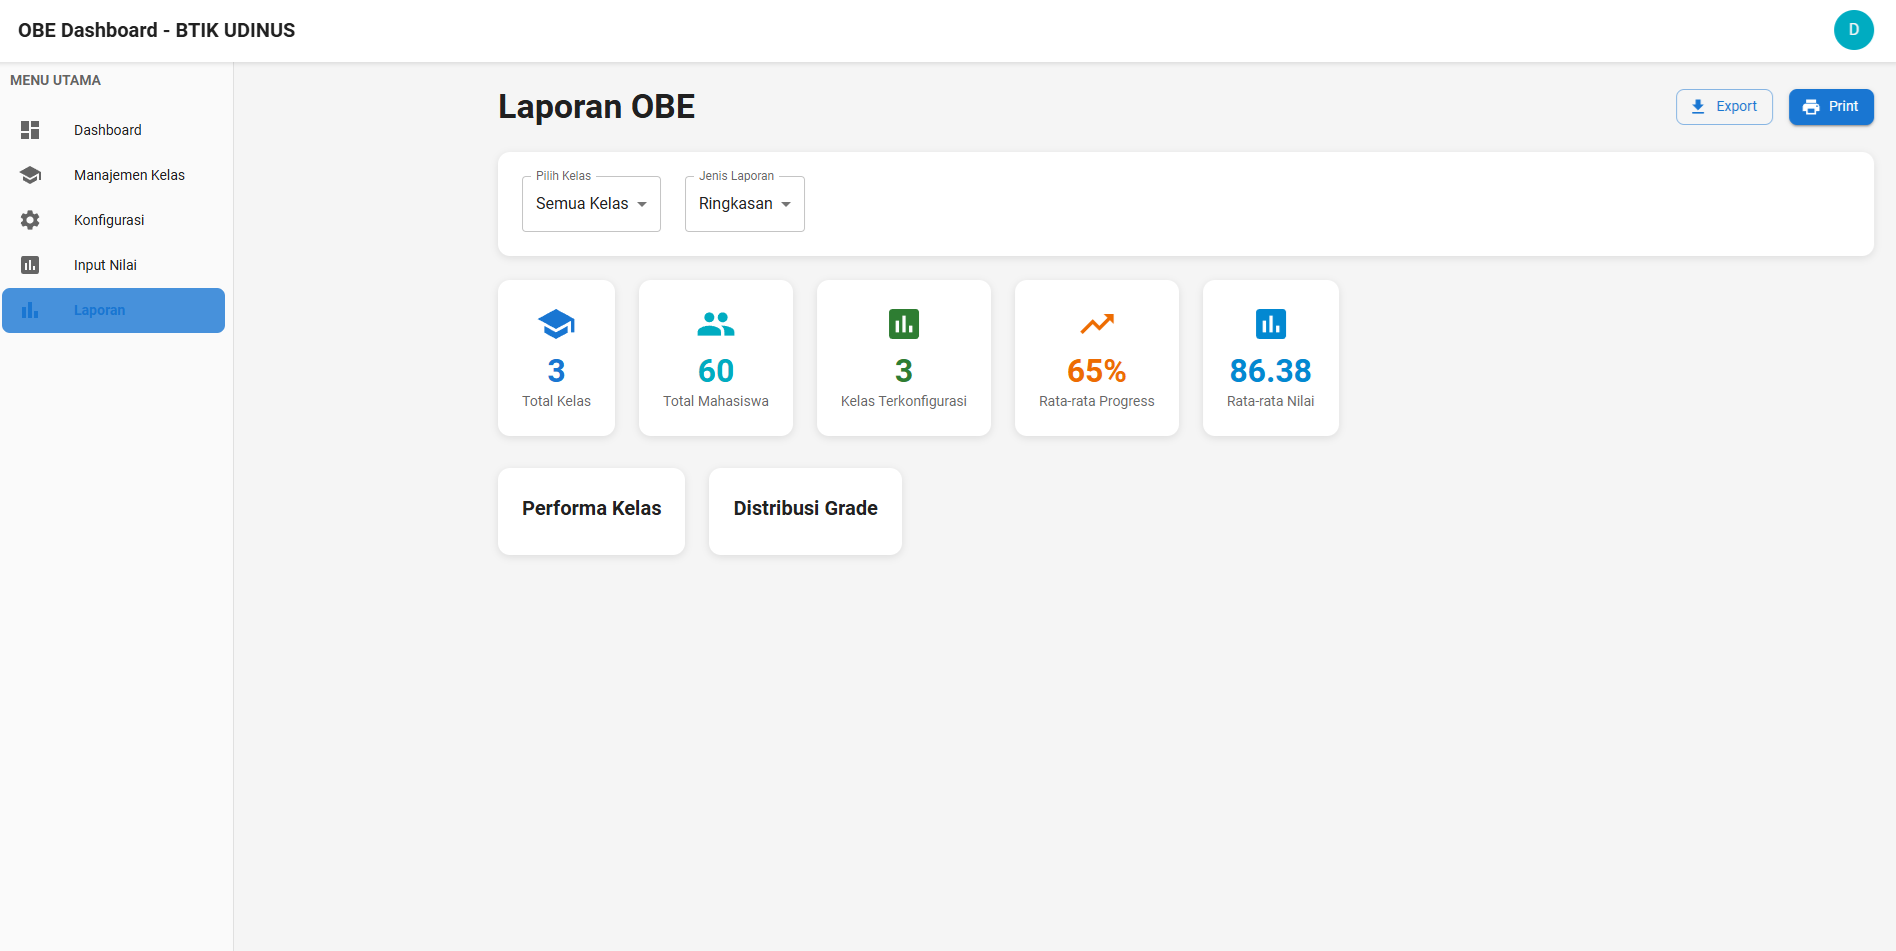 OBE Dashboard - BTIK UDINUS
D
MENU UTAMA
Dashboard
Manajemen Kelas
Konfigurasi
Input Nilai
Laporan
Laporan OBE
Export
Print
Pilih Kelas
Semua Kelas
Jenis Laporan
Ringkasan
3
Total Kelas
60
Total Mahasiswa
3
Kelas Terkonfigurasi
65%
Rata-rata Progress
86.38
Rata-rata Nilai
Performa Kelas
Distribusi Grade